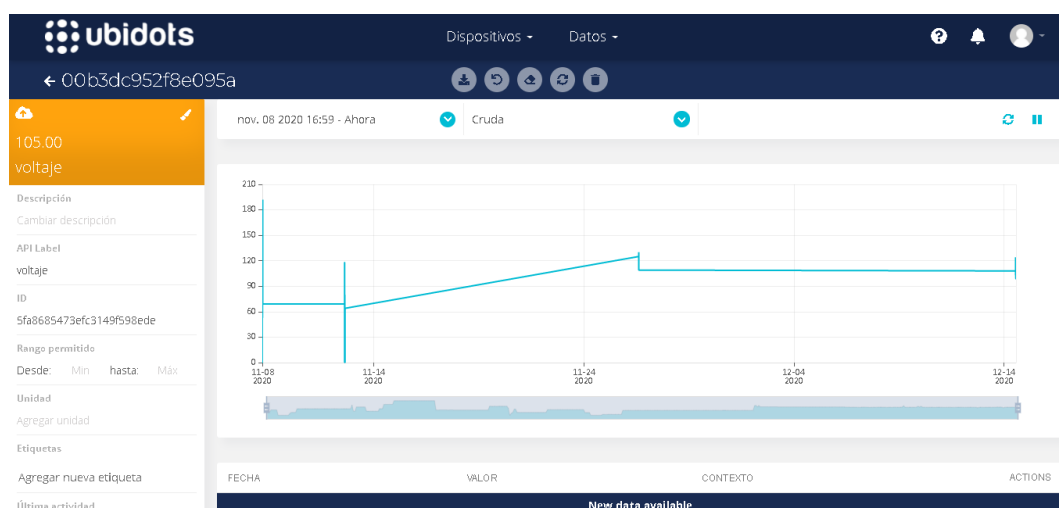 ubidots
Dispositivos
Datos
00b3dc952f8e095a
105.00
voltaje
Descripción
Cambiar descripción
API Label
voltaje
ID
5fa8685473efc3149f598ede
Rango permitido
Desde: Min hasta: Máx
Unidad
Agregar unidad
Etiquetas
Agregar nueva etiqueta
Última actividad
nov. 08 2020 16:59 - Ahora
Cruda
210
180
150
120
90
60
30
0
11-08
2020
11-14
2020
11-24
2020
12-04
2020
12-14
2020
FECHA
VALOR
CONTEXTO
ACTIONS
New data available